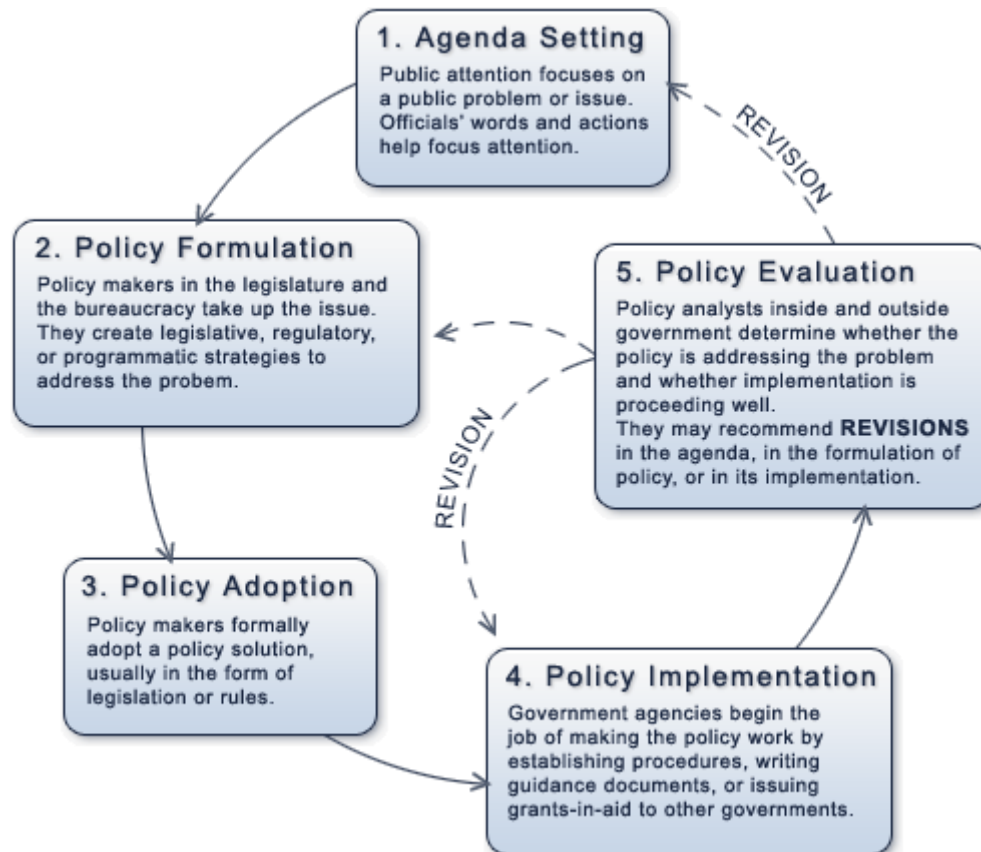 1. Agenda Setting
Public attention focuses on
a public problem or issue.
Officials' words and actions
help focus attention.
REVISION
2. Policy Formulation
Policy makers in the legislature and
the bureaucracy take up the issue.
They create legislative, regulatory,
or programmatic strategies to
address the probem.
5. Policy Evaluation
Policy analysts inside and outside
government determine whether the
policy is addressing the problem
and whether implementation is
proceeding well.
They may recommend REVISIONS
in the agenda, in the formulation of
policy, or in its implementation.
REVISION
3. Policy Adoption
Policy makers formally
adopt a policy solution,
usually in the form of
legislation or rules.
4. Policy Implementation
Government agencies begin the
job of making the policy work by
establishing procedures, writing
guidance documents, or issuing
grants-in-aid to other governments.